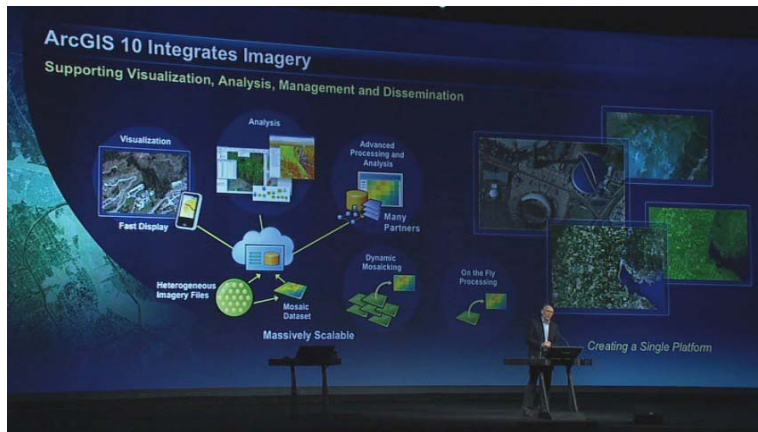 ArcGIS 10 Integrates Imagery
Supporting Visualization, Analysis, Management and Dissemination
Visualization
Fast Display
Analysis
Advanced
Processing and
Analysis
Many
Partners
Heterogeneous
Imagery Files
Mosaic
Dataset
Massively Scalable
Dynamic
Mosaicking
On the Fly
Processing
Creating a Single Platform